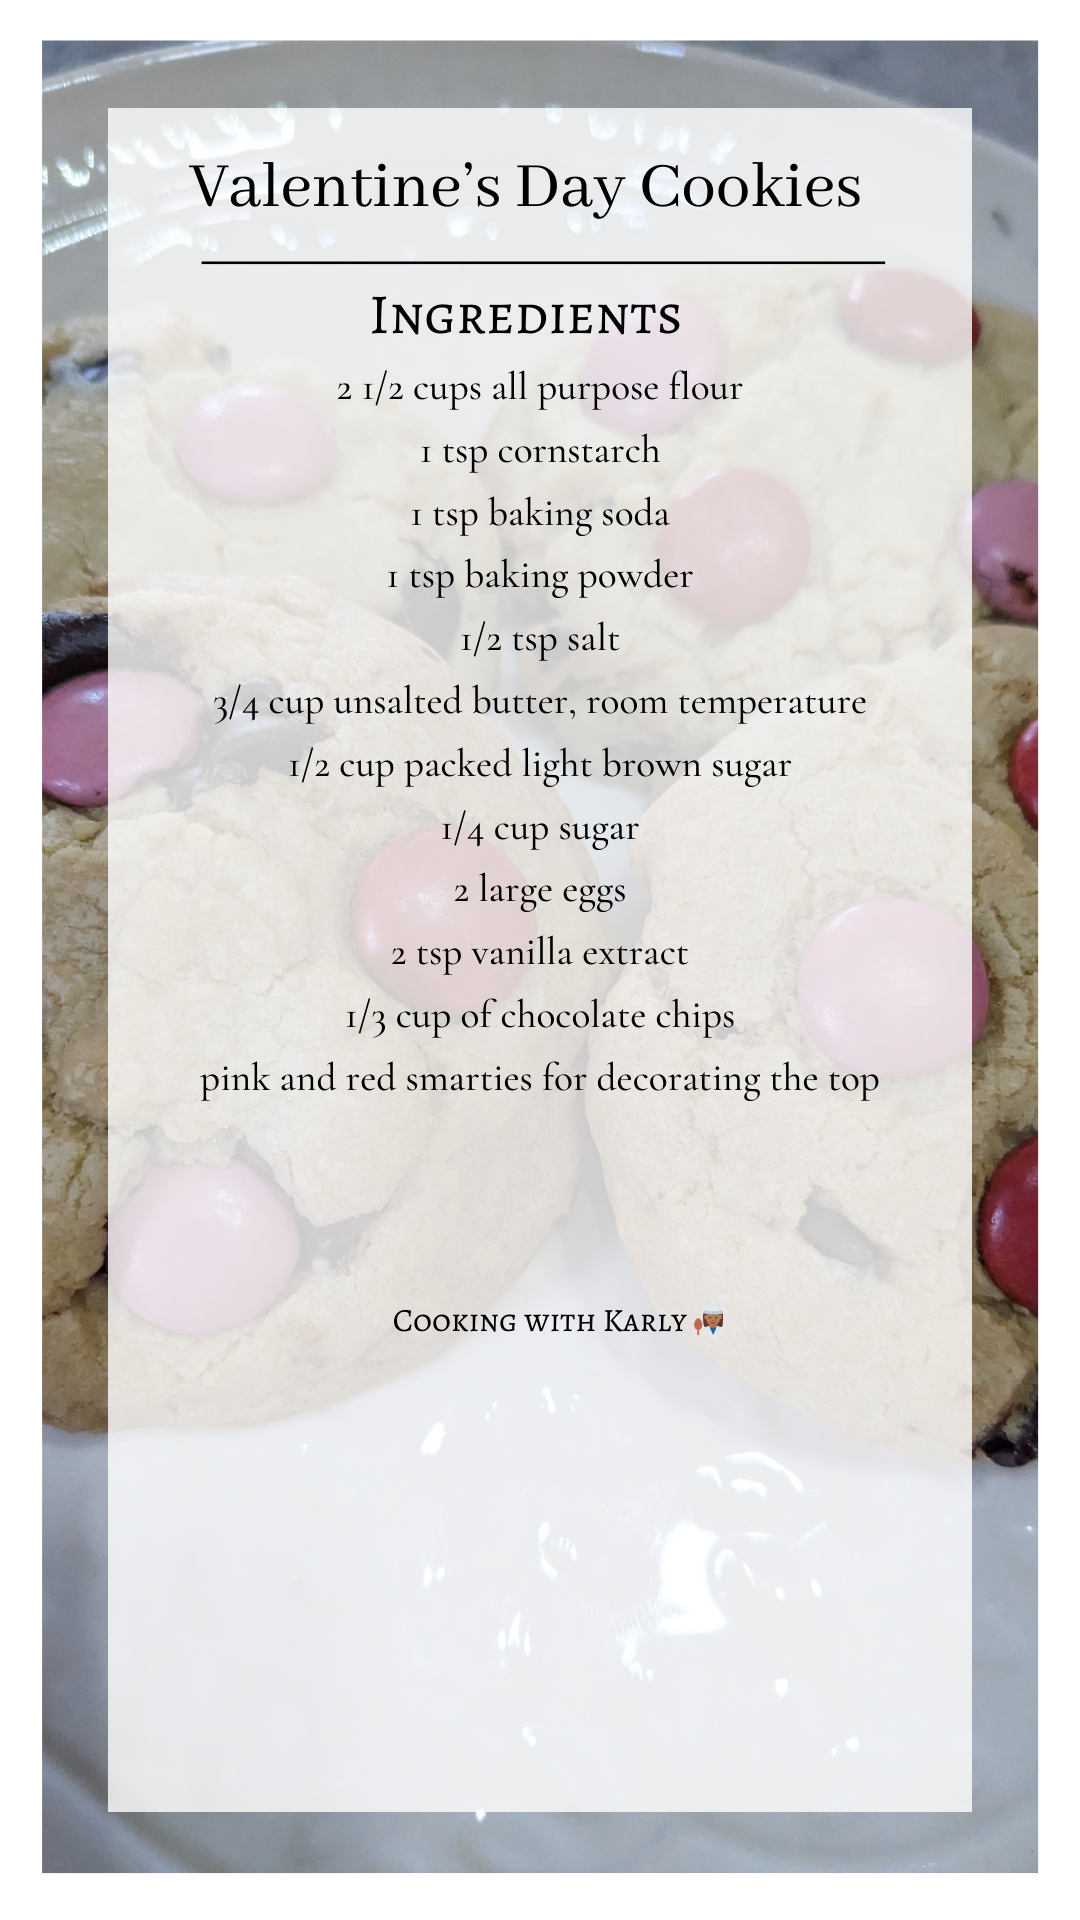 Valentine’s Day Cookies
Ingredients
2 1/2 cups all purpose flour
1 tsp cornstarch
1 tsp baking soda
1 tsp baking powder
1/2 tsp salt
3/4 cup unsalted butter, room temperature
1/2 cup packed light brown sugar
1/4 cup sugar
2 large eggs
2 tsp vanilla extract
1/3 cup of chocolate chips
pink and red smarties for decorating the top
Cooking with Karly